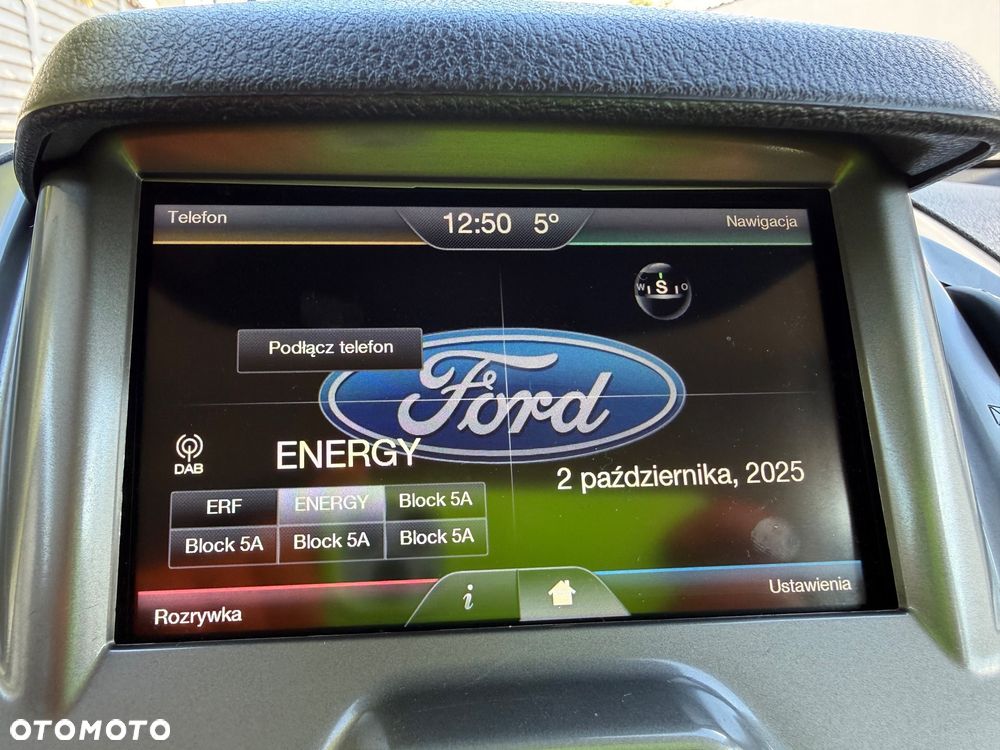 Telefon
12:50 5°
Nawigacja
W S O
Podłącz telefon
Ford
DAB
ENERGY
2 października, 2025
ERF
ENERGY
Block 5A
Block 5A
Block 5A
Block 5A
i
Rozrywka
Ustawienia
OTOMOTO